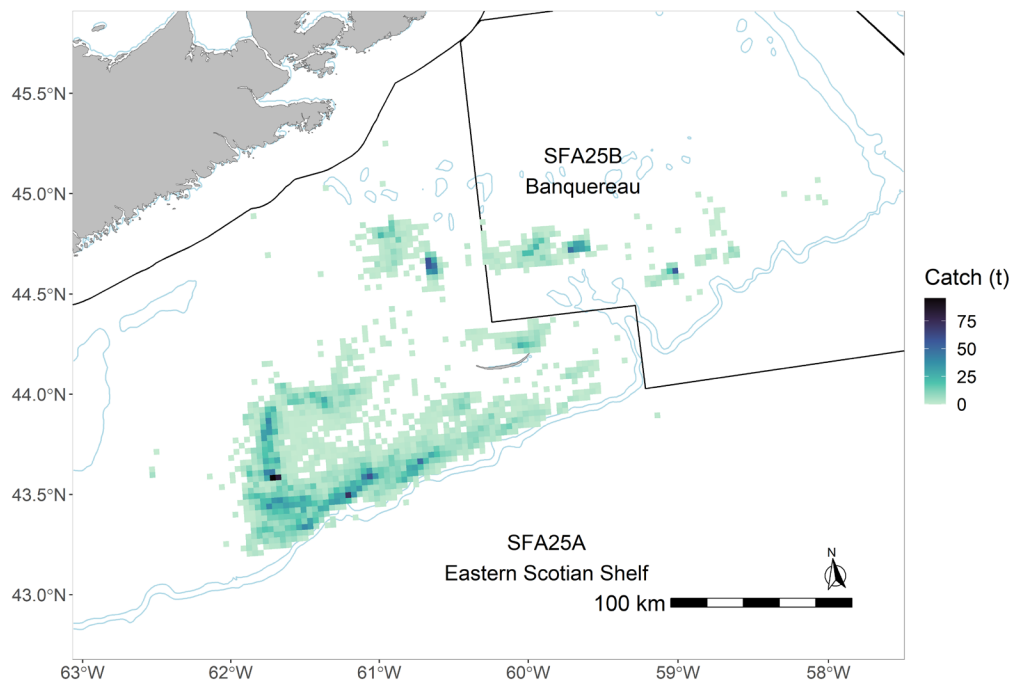 45.5°N
45.0°N
44.5°N
44.0°N
43.5°N
43.0°N
SFA25B
Banquereau
SFA25A
Eastern Scotian Shelf
N
100 km
63°W
62°W
61°W
60°W
59°W
58°W
Catch (t)
75
50
25
0